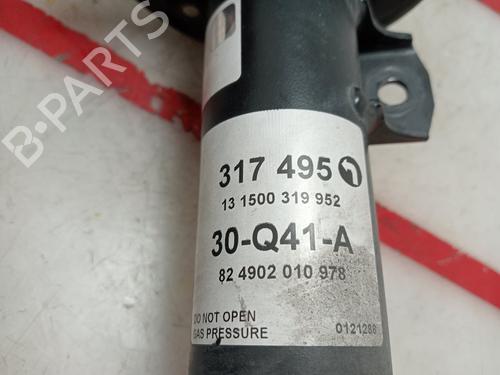 B-PARTS
317 495
13 1500 319 952
30-Q41-A
82 4902 010 978
DO NOT OPEN
GAS PRESSURE 0121288